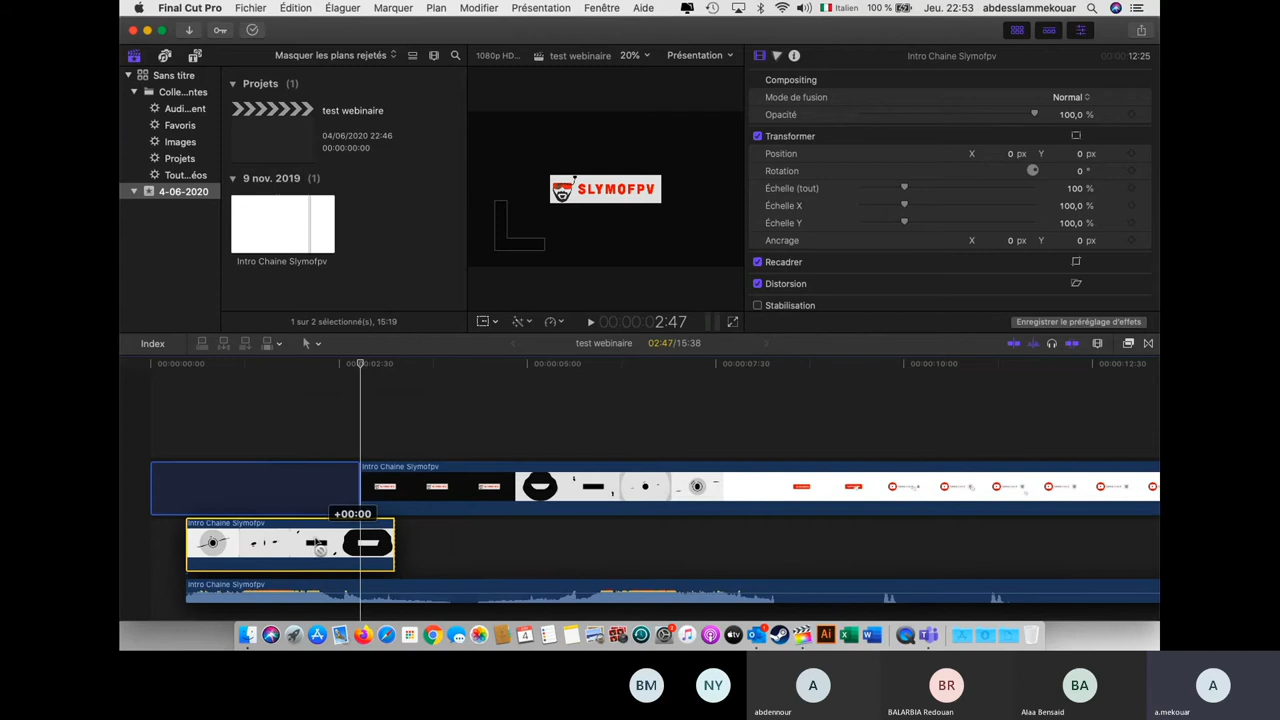 Final Cut Pro Fichier Édition Élaguer Marquer Plan Modifier Présentation Fenêtre Aide Italien 100 % Jeu. 22:53 abdesslammekouar
Masquer les plans rejetés 1080p HD... test webinaire 20% Présentation Intro Chaine Slymofpv 00:00 12:25
Sans titre
Colle...ntes
Audi...ent
Favoris
Images
Projets
Tout...éos
4-06-2020
Projets (1)
test webinaire
04/06/2020 22:46
00:00:00:00
9 nov. 2019 (1)
Intro Chaine Slymofpv
1 sur 2 sélectionné(s), 15:19
SLYMOFPV
00:00:00:02:47
Compositing
Mode de fusion Normal
Opacité 100,0 %
Transformer
Position X 0 px Y 0 px
Rotation 0 °
Échelle (tout) 100 %
Échelle X 100,0 %
Échelle Y 100,0 %
Ancrage X 0 px Y 0 px
Recadrer
Distorsion
Stabilisation
Enregistrer le préréglage d'effets
Index test webinaire 02:47/15:38
00:00:00:00 00:00:02:30 00:00:05:00 00:00:07:30 00:00:10:00 00:00:12:30
Intro Chaine Slymofpv
+00:00
Intro Chaine Slymofpv
Intro Chaine Slymofpv
BM NY A BR BA A
abdennour BALARBIA Redouan Alaa Bensaid a.mekouar